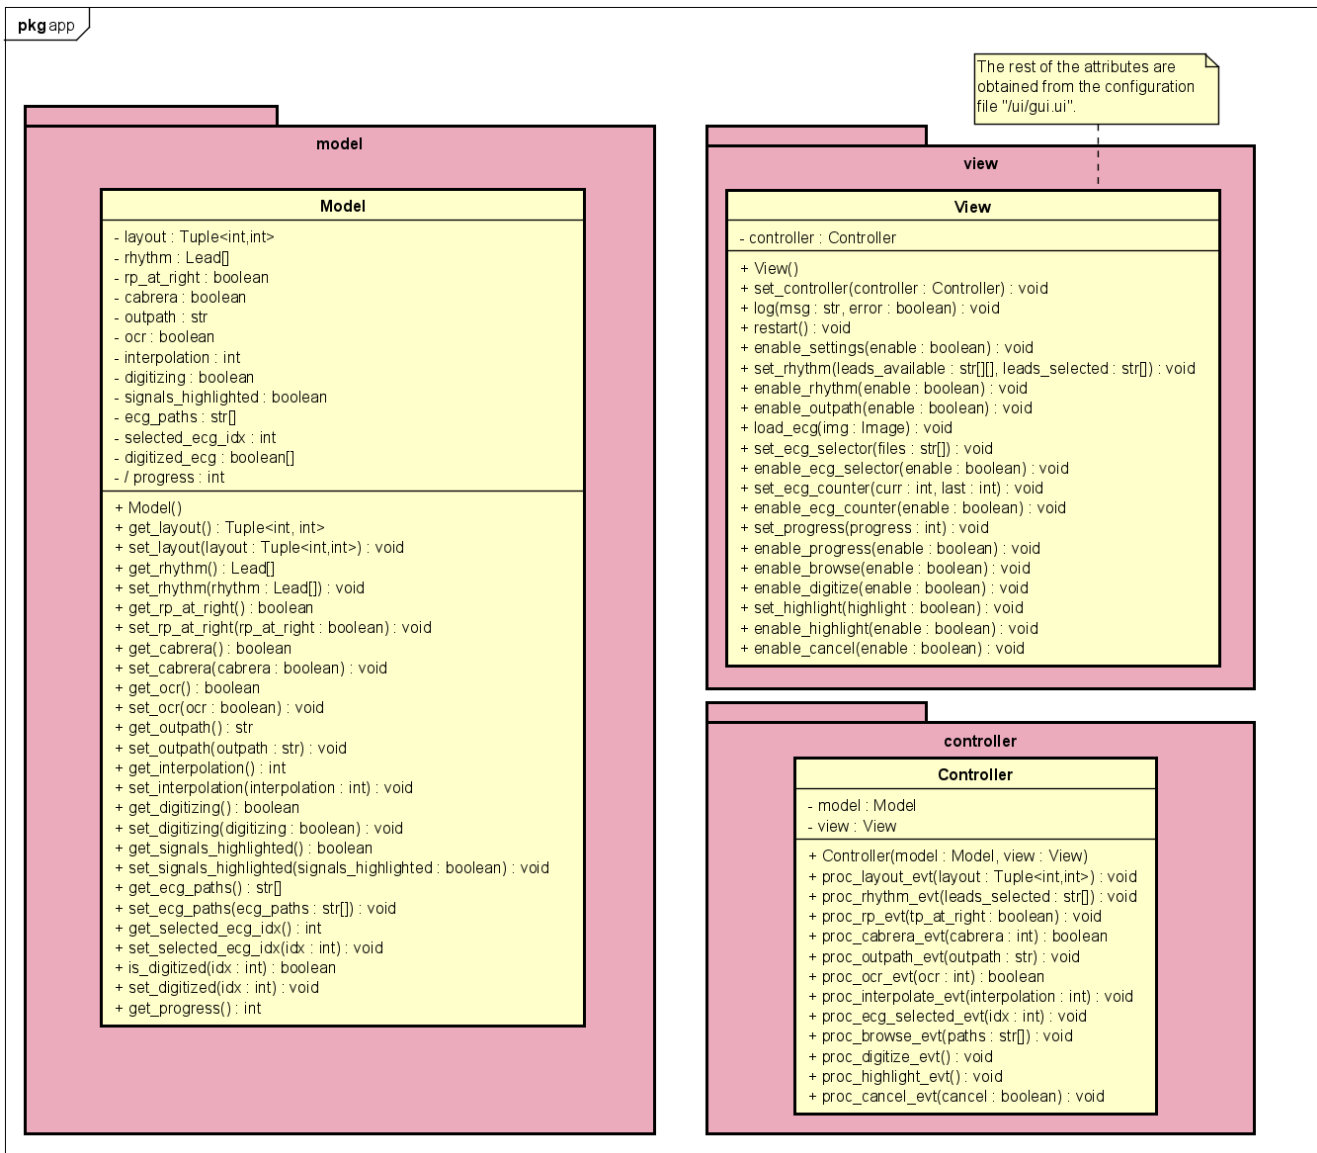 pkg app
The rest of the attributes are
obtained from the configuration
file "/ui/gui.ui".
model
Model
- layout : Tuple<int,int>
- rhythm : Lead[]
- rp_at_right : boolean
- cabrera : boolean
- outpath : str
- ocr : boolean
- interpolation : int
- digitizing : boolean
- signals_highlighted : boolean
- ecg_paths : str[]
- selected_ecg_idx : int
- digitized_ecg : boolean[]
- / progress : int
+ Model()
+ get_layout() : Tuple<int, int>
+ set_layout(layout : Tuple<int,int>) : void
+ get_rhythm() : Lead[]
+ set_rhythm(rhythm : Lead[]) : void
+ get_rp_at_right() : boolean
+ set_rp_at_right(rp_at_right : boolean) : void
+ get_cabrera() : boolean
+ set_cabrera(cabrera : boolean) : void
+ get_ocr() : boolean
+ set_ocr(ocr : boolean) : void
+ get_outpath() : str
+ set_outpath(outpath : str) : void
+ get_interpolation() : int
+ set_interpolation(interpolation : int) : void
+ get_digitizing() : boolean
+ set_digitizing(digitizing : boolean) : void
+ get_signals_highlighted() : boolean
+ set_signals_highlighted(signals_highlighted : boolean) : void
+ get_ecg_paths() : str[]
+ set_ecg_paths(ecg_paths : str[]) : void
+ get_selected_ecg_idx() : int
+ set_selected_ecg_idx(idx : int) : void
+ is_digitized(idx : int) : boolean
+ set_digitized(idx : int) : void
+ get_progress() : int
view
View
- controller : Controller
+ View()
+ set_controller(controller : Controller) : void
+ log(msg : str, error : boolean) : void
+ restart() : void
+ enable_settings(enable : boolean) : void
+ set_rhythm(leads_available : str[][], leads_selected : str[]) : void
+ enable_rhythm(enable : boolean) : void
+ enable_outpath(enable : boolean) : void
+ load_ecg(img : Image) : void
+ set_ecg_selector(files : str[]) : void
+ enable_ecg_selector(enable : boolean) : void
+ set_ecg_counter(curr : int, last : int) : void
+ enable_ecg_counter(enable : boolean) : void
+ set_progress(progress : int) : void
+ enable_progress(enable : boolean) : void
+ enable_browse(enable : boolean) : void
+ enable_digitize(enable : boolean) : void
+ set_highlight(highlight : boolean) : void
+ enable_highlight(enable : boolean) : void
+ enable_cancel(enable : boolean) : void
controller
Controller
- model : Model
- view : View
+ Controller(model : Model, view : View)
+ proc_layout_evt(layout : Tuple<int,int>) : void
+ proc_rhythm_evt(leads_selected : str[]) : void
+ proc_rp_evt(tp_at_right : boolean) : void
+ proc_cabrera_evt(cabrera : int) : boolean
+ proc_outpath_evt(outpath : str) : void
+ proc_ocr_evt(ocr : int) : boolean
+ proc_interpolate_evt(interpolation : int) : void
+ proc_ecg_selected_evt(idx : int) : void
+ proc_browse_evt(paths : str[]) : void
+ proc_digitize_evt() : void
+ proc_highlight_evt() : void
+ proc_cancel_evt(cancel : boolean) : void